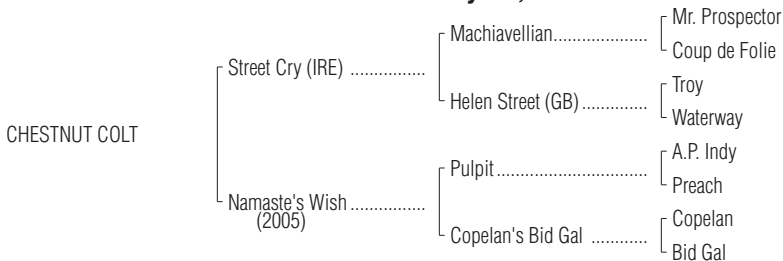 Mr. Prospector
Machiavellian....................
Coup de Folie
Street Cry (IRE) ................
Troy
Helen Street (GB)..............
Waterway
CHESTNUT COLT
A.P. Indy
Pulpit................................
Preach
Namaste's Wish ................
(2005)
Copelan
Copelan's Bid Gal ............
Bid Gal